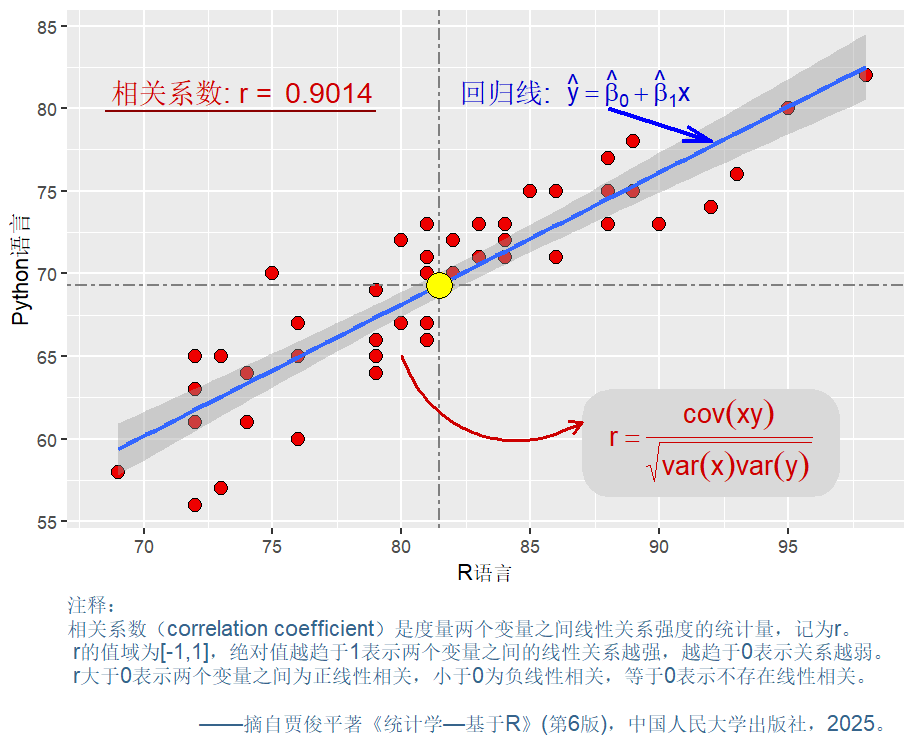 85
80
75
70
65
60
55
Python语言
相关系数: r = 0.9014
回归线: ŷ = β̂₀ + β̂₁x
r = cov(xy) / √var(x)var(y)
70 75 80 85 90 95
R语言
注释：
相关系数（correlation coefficient）是度量两个变量之间线性关系强度的统计量，记为r。
r的值域为[-1,1]，绝对值越趋于1表示两个变量之间的线性关系越强，越趋于0表示关系越弱。
r大于0表示两个变量之间为正线性相关，小于0为负线性相关，等于0表示不存在线性相关。
——摘自贾俊平著《统计学—基于R》(第6版)，中国人民大学出版社，2025。